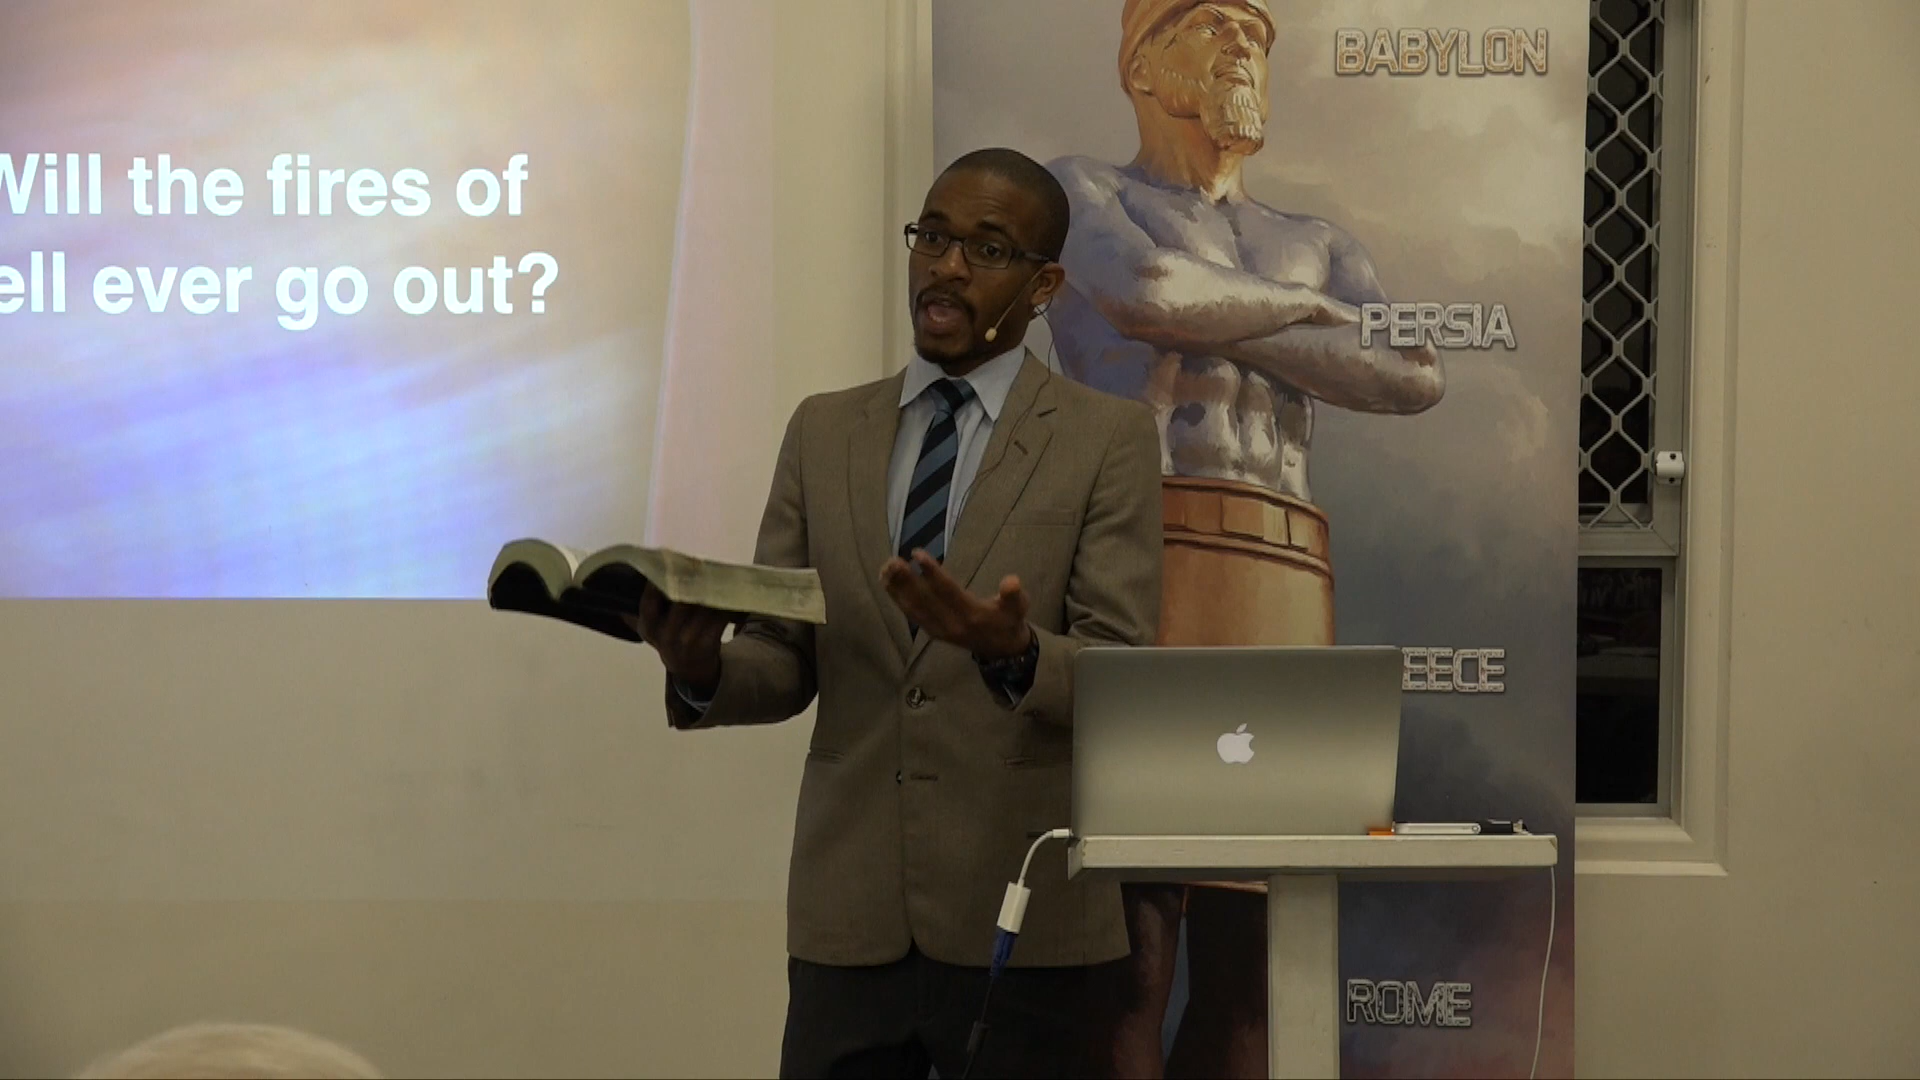 Will the fires of
ell ever go out?
BABYLON
PERSIA
EECE
ROME